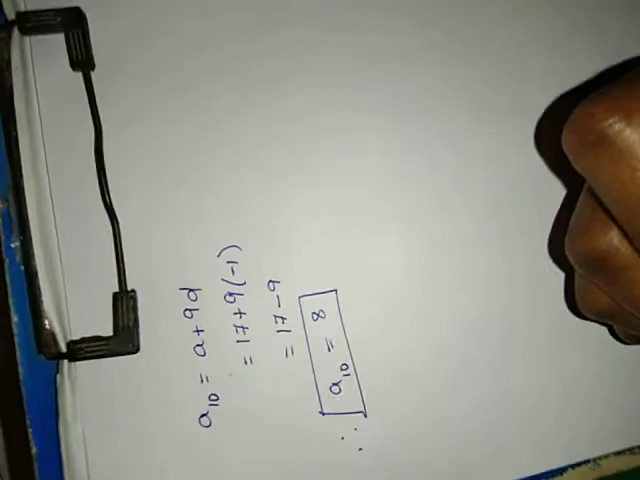 a₁₀ = a + 9d
= 17 + 9(-1)
= 17 - 9
∴ a₁₀ = 8